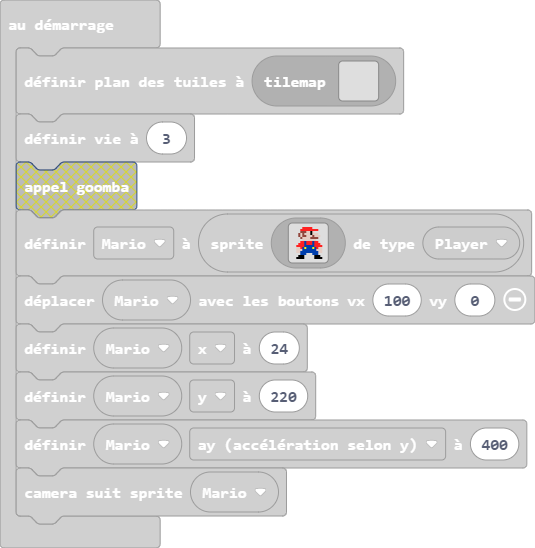 au démarrage
définir plan des tuiles à tilemap
définir vie à 3
appel goomba
définir Mario à sprite de type Player
déplacer Mario avec les boutons vx 100 vy 0
définir Mario x à 24
définir Mario y à 220
définir Mario ay (accélération selon y) à 400
camera suit sprite Mario